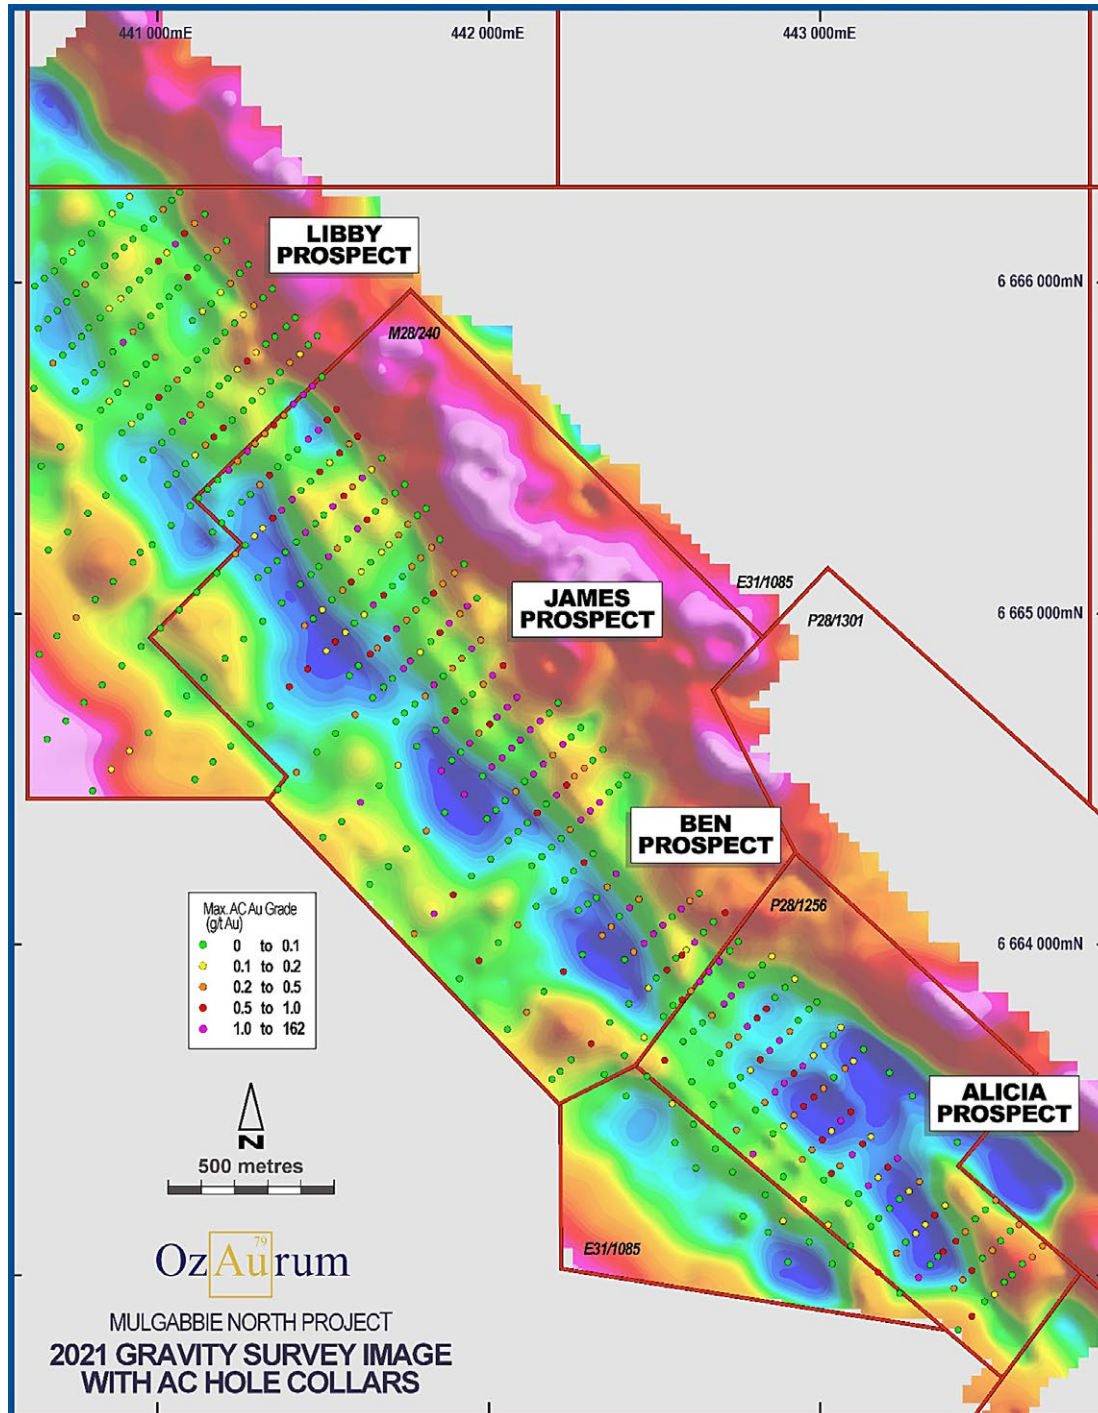 441 000mE
442 000mE
443 000mE
LIBBY
PROSPECT
6 666 000mN
M28/240
E31/1085
JAMES
PROSPECT
6 665 000mN
P28/1301
BEN
PROSPECT
P28/1256
Max. AC Au Grade
(g/t Au)
0 to 0.1
0.1 to 0.2
0.2 to 0.5
0.5 to 1.0
1.0 to 162
6 664 000mN
ALICIA
PROSPECT
N
500 metres
E31/1085
79
OzAurum
MULGABBIE NORTH PROJECT
2021 GRAVITY SURVEY IMAGE
WITH AC HOLE COLLARS